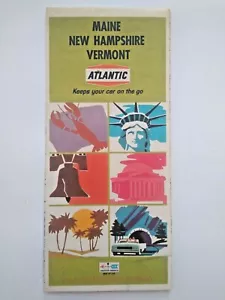 MAINE
NEW HAMPSHIRE
VERMONT
ATLANTIC
Keeps your car on the go